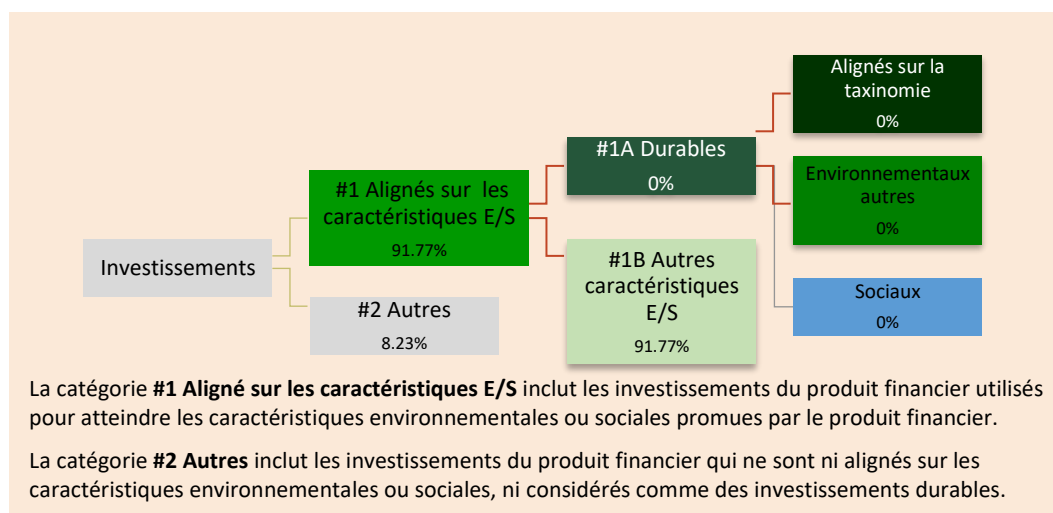 Investissements
#1 Alignés sur les
caractéristiques E/S
91.77%
#2 Autres
8.23%
#1A Durables
0%
#1B Autres
caractéristiques
E/S
91.77%
Alignés sur la
taxinomie
0%
Environnementaux
autres
0%
Sociaux
0%
La catégorie #1 Aligné sur les caractéristiques E/S inclut les investissements du produit financier utilisés
pour atteindre les caractéristiques environnementales ou sociales promues par le produit financier.
La catégorie #2 Autres inclut les investissements du produit financier qui ne sont ni alignés sur les
caractéristiques environnementales ou sociales, ni considérés comme des investissements durables.